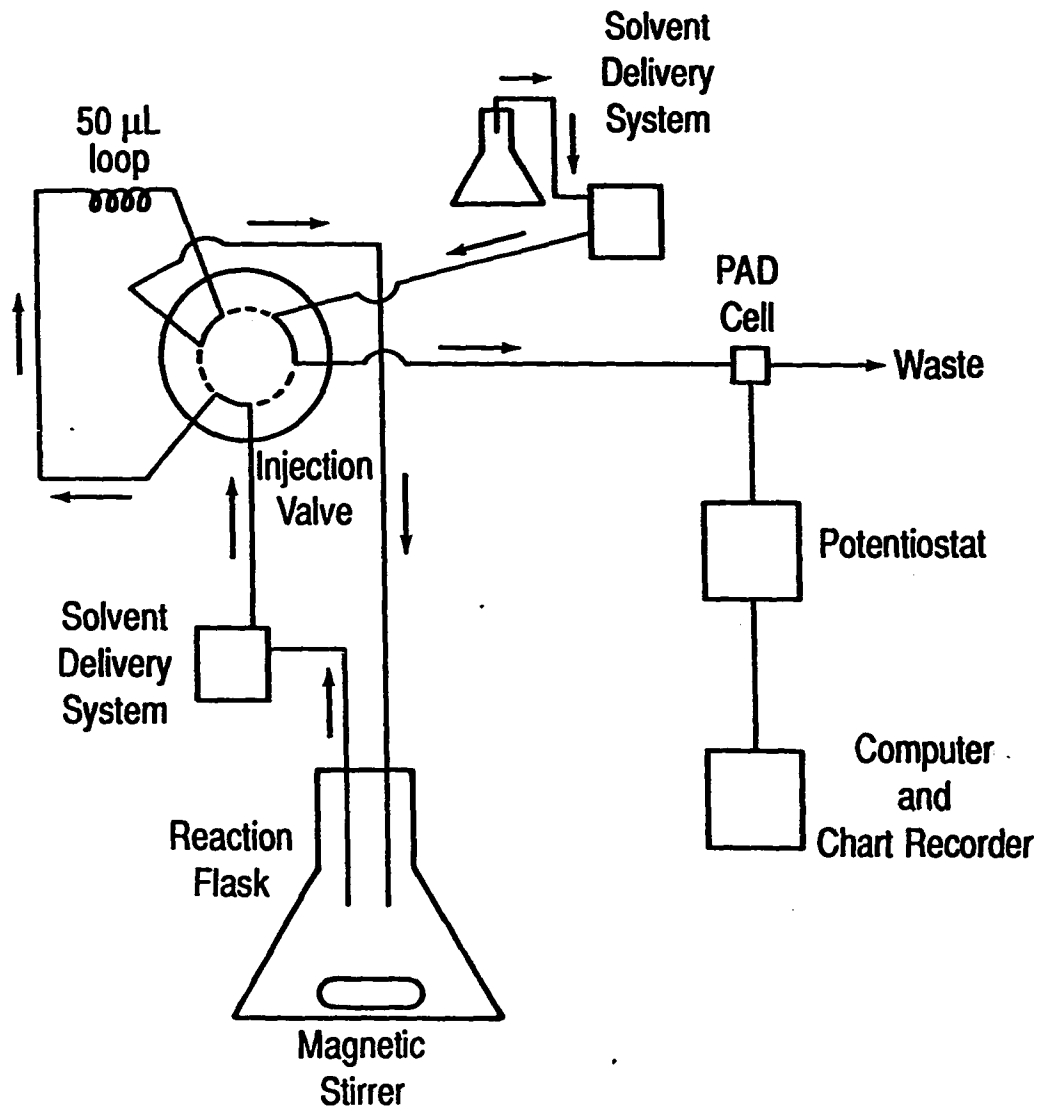 Solvent
Delivery
System
50 μL
loop
PAD
Cell
Waste
Injection
Valve
Potentiostat
Solvent
Delivery
System
Computer
and
Chart Recorder
Reaction
Flask
Magnetic
Stirrer